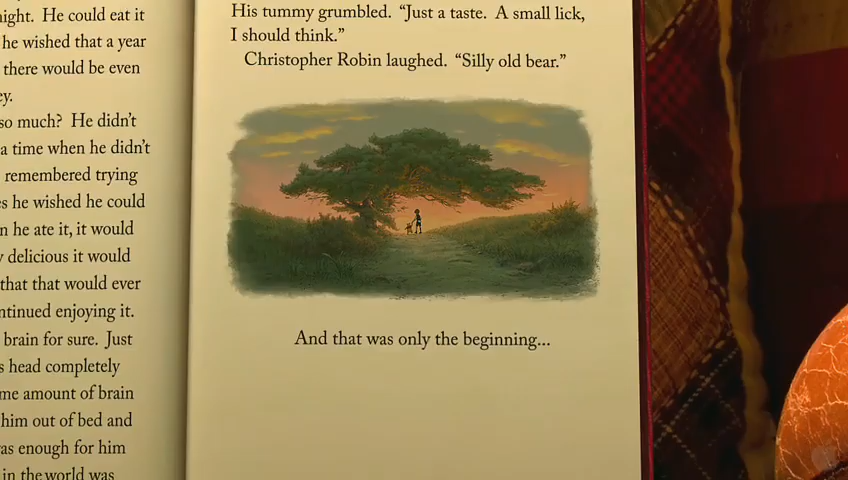 night. He could eat it
he wished that a year
there would be even
ey.
so much? He didn't
a time when he didn't
remembered trying
es he wished he could
n he ate it, it would
delicious it would
that that would ever
ntinued enjoying it.
brain for sure. Just
s head completely
me amount of brain
him out of bed and
as enough for him
in the world was
His tummy grumbled. “Just a taste. A small lick,
I should think.”
Christopher Robin laughed. “Silly old bear.”
And that was only the beginning...